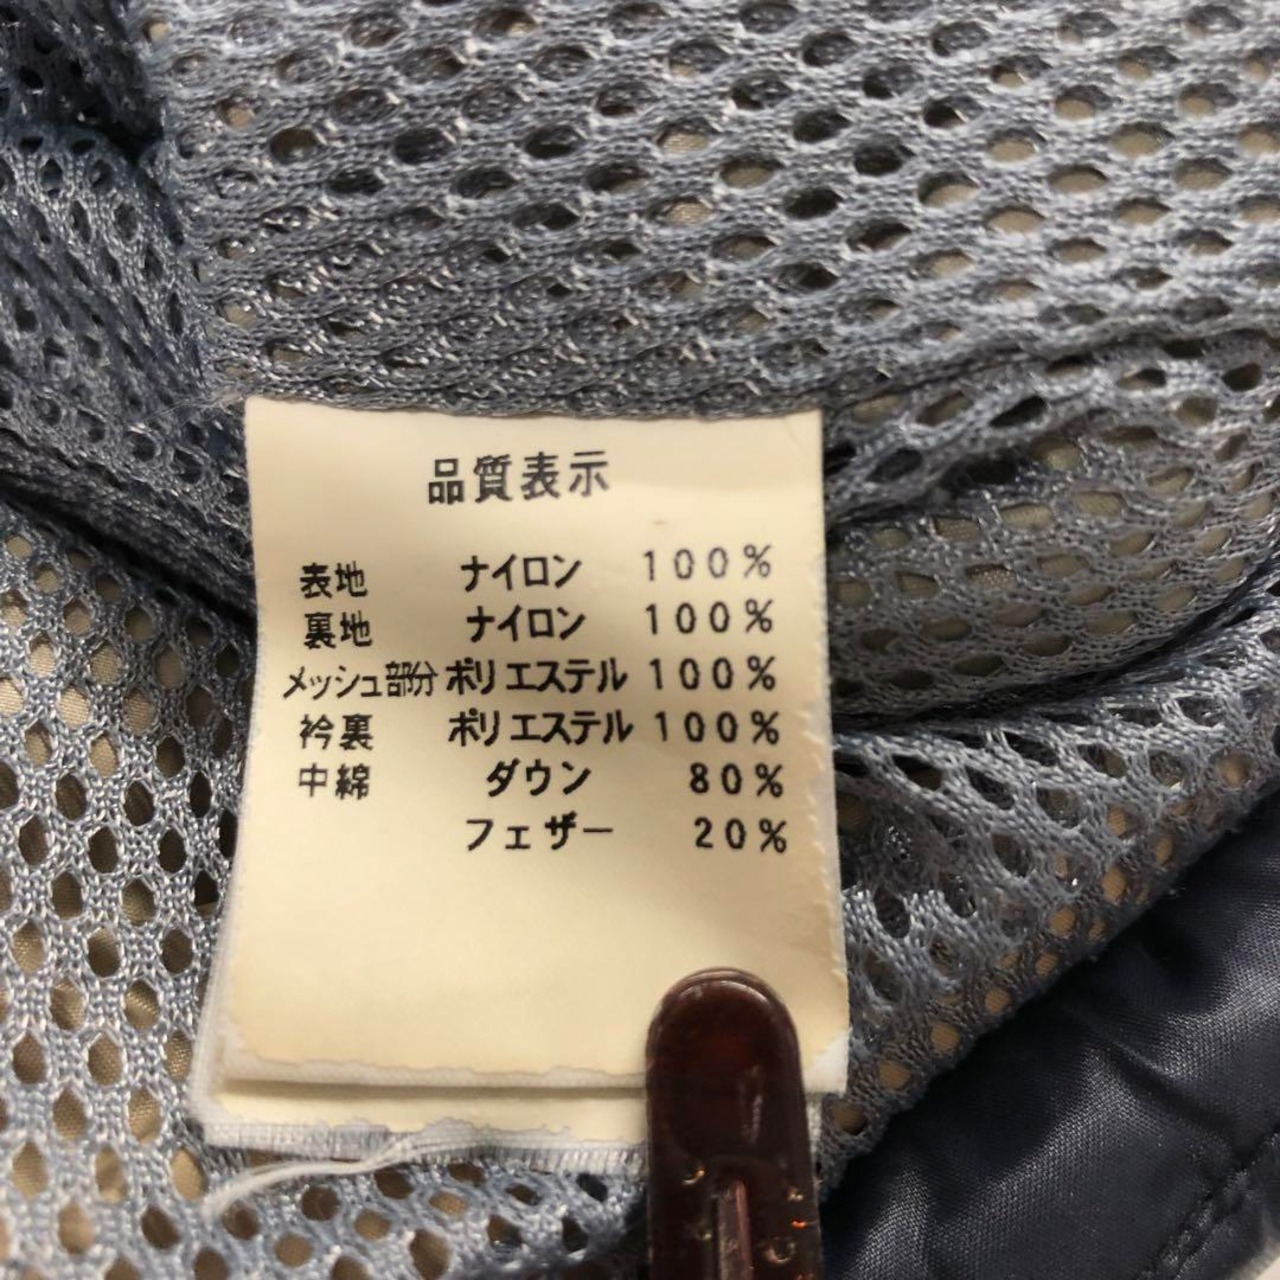 品質表示
表地 ナイロン 100%
裏地 ナイロン 100%
メッシュ部分 ポリエステル 100%
衿裏 ポリエステル 100%
中綿 ダウン 80%
フェザー 20%